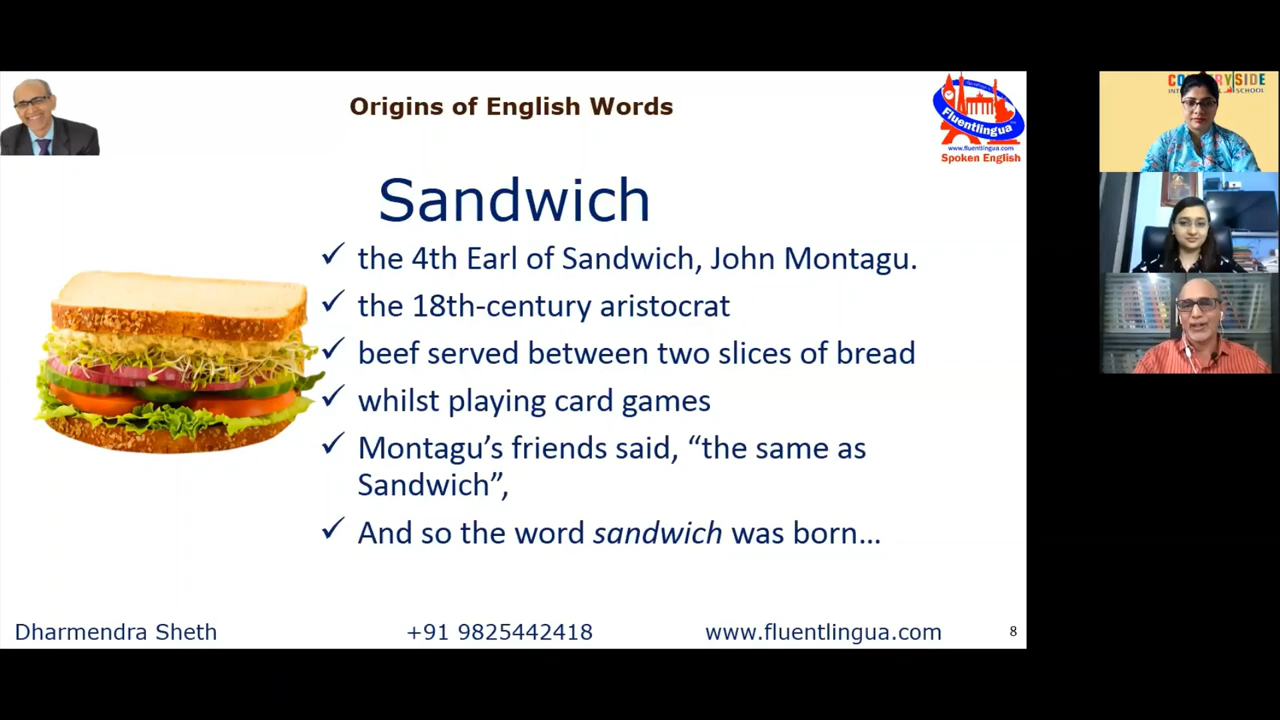 Origins of English Words
Fluentlingua
www.fluentlingua.com
Spoken English
Sandwich
✓ the 4th Earl of Sandwich, John Montagu.
✓ the 18th-century aristocrat
✓ beef served between two slices of bread
✓ whilst playing card games
✓ Montagu’s friends said, “the same as
Sandwich”,
✓ And so the word sandwich was born...
Dharmendra Sheth
+91 9825442418
www.fluentlingua.com
8
SCHOOL